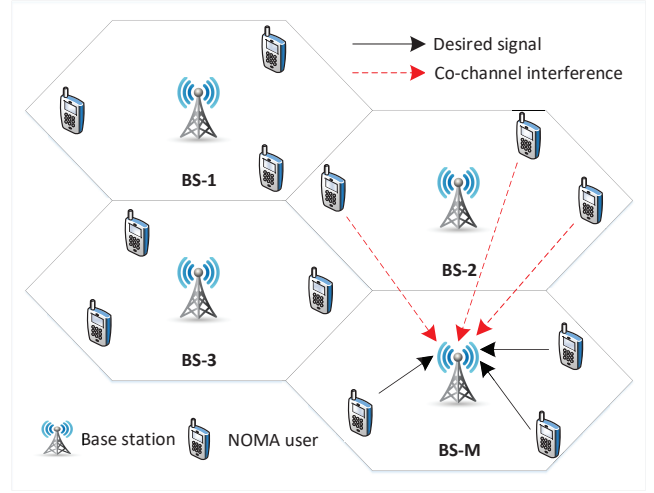 Desired signal
Co-channel interference
BS-1
BS-2
BS-3
BS-M
Base station
NOMA user